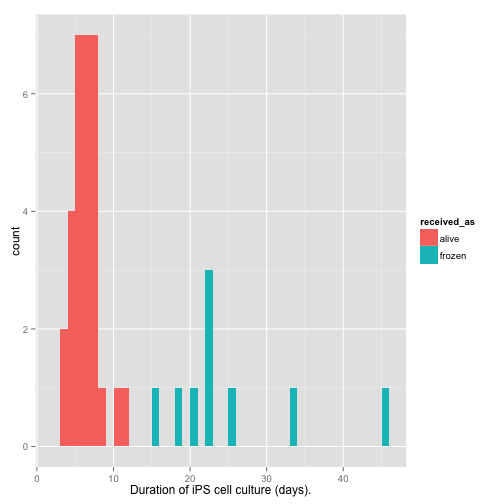 6
4
2
0
count
0 10 20 30 40
Duration of iPS cell culture (days).
received_as
alive
frozen